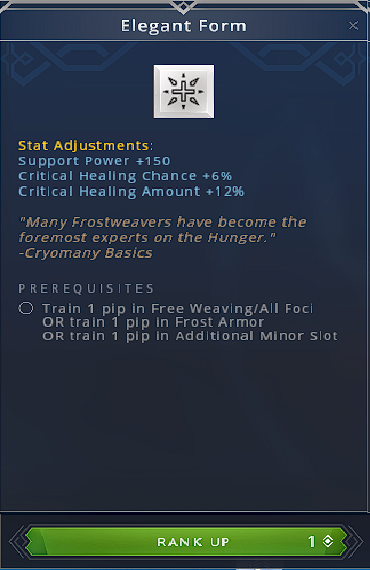 Elegant Form
Stat Adjustments:
Support Power +150
Critical Healing Chance +6%
Critical Healing Amount +12%
"Many Frostweavers have become the
foremost experts on the Hunger."
-Cryomany Basics
PREREQUISITES
Train 1 pip in Free Weaving/All Foci
OR train 1 pip in Frost Armor
OR train 1 pip in Additional Minor Slot
RANK UP 1